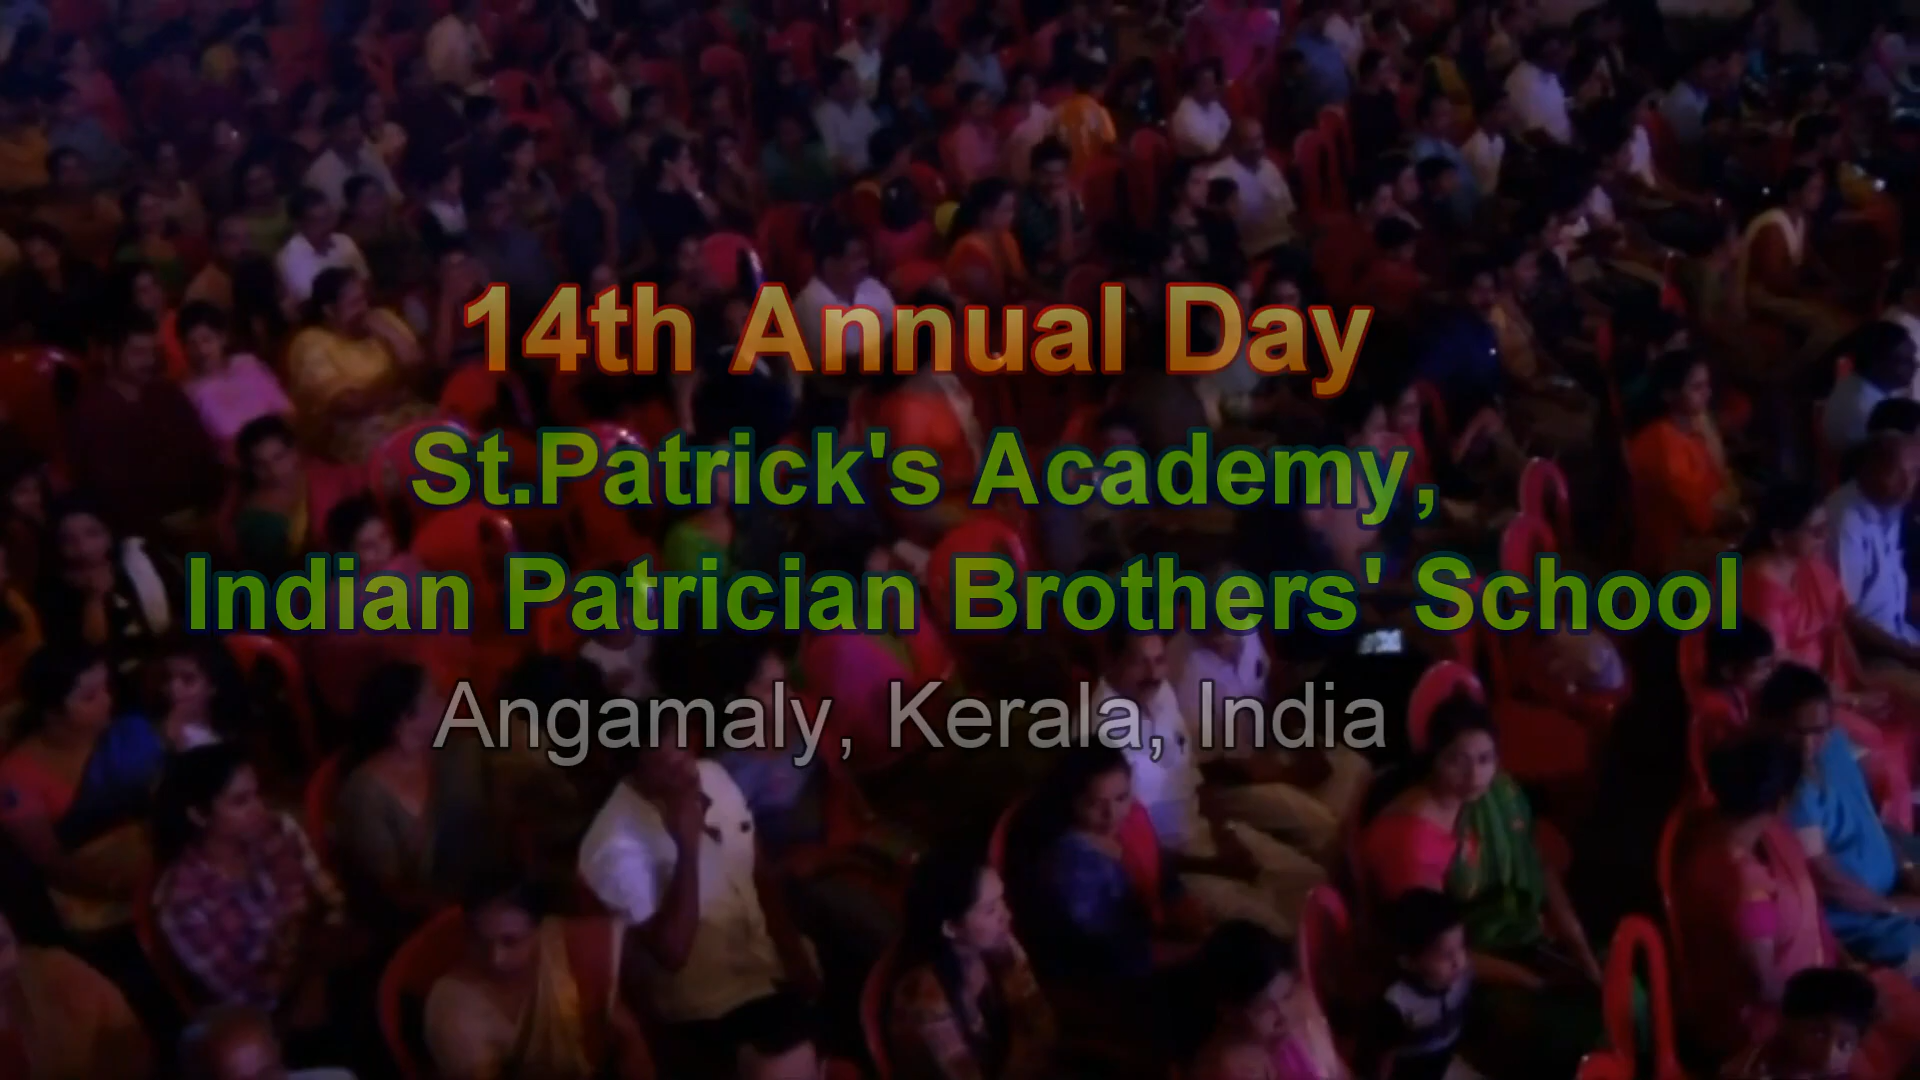 14th Annual Day
St.Patrick's Academy,
Indian Patrician Brothers' School
Angamaly, Kerala, India